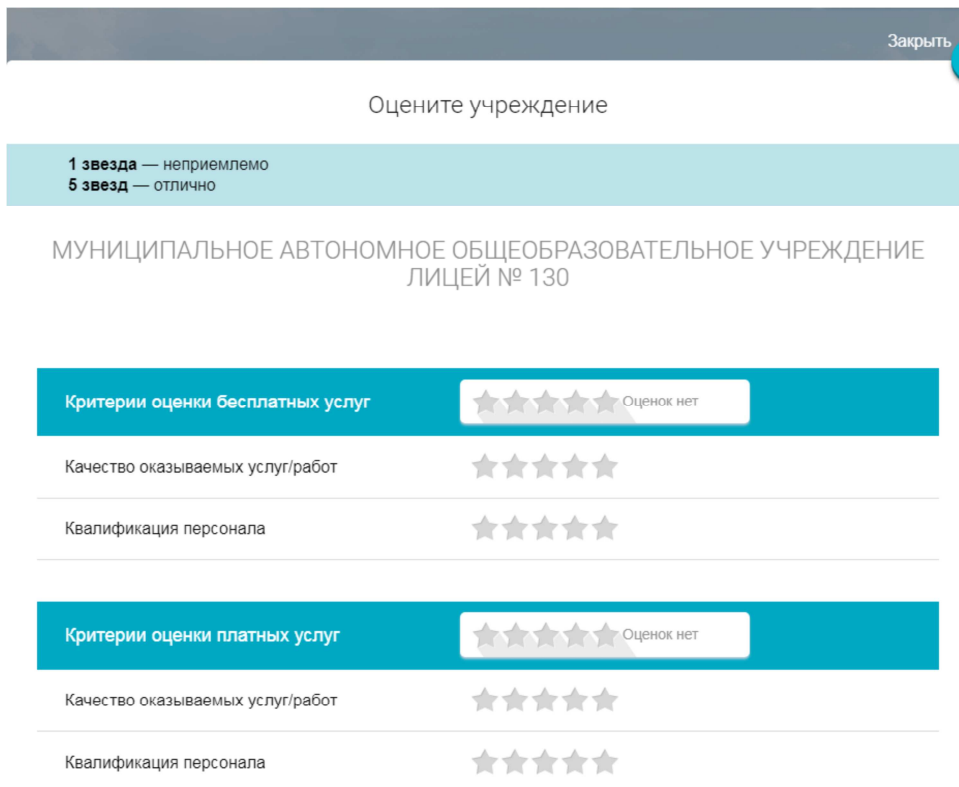 Закрыть
Оцените учреждение
1 звезда — неприемлемо
5 звезд — отлично
МУНИЦИПАЛЬНОЕ АВТОНОМНОЕ ОБЩЕОБРАЗОВАТЕЛЬНОЕ УЧРЕЖДЕНИЕ
ЛИЦЕЙ № 130
Критерии оценки бесплатных услуг Оценок нет
Качество оказываемых услуг/работ
Квалификация персонала
Критерии оценки платных услуг Оценок нет
Качество оказываемых услуг/работ
Квалификация персонала